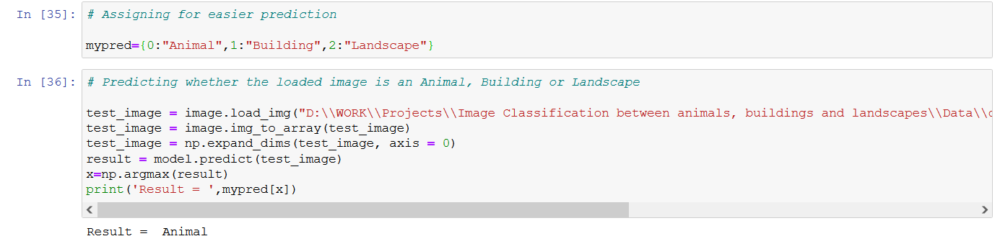 In [35]: # Assigning for easier prediction
mypred={0:"Animal",1:"Building",2:"Landscape"}
In [36]: # Predicting whether the loaded image is an Animal, Building or Landscape
test_image = image.load_img("D:\\WORK\\Projects\\Image Classification between animals, buildings and landscapes\\Data\\
test_image = image.img_to_array(test_image)
test_image = np.expand_dims(test_image, axis = 0)
result = model.predict(test_image)
x=np.argmax(result)
print('Result = ',mypred[x])
Result =  Animal